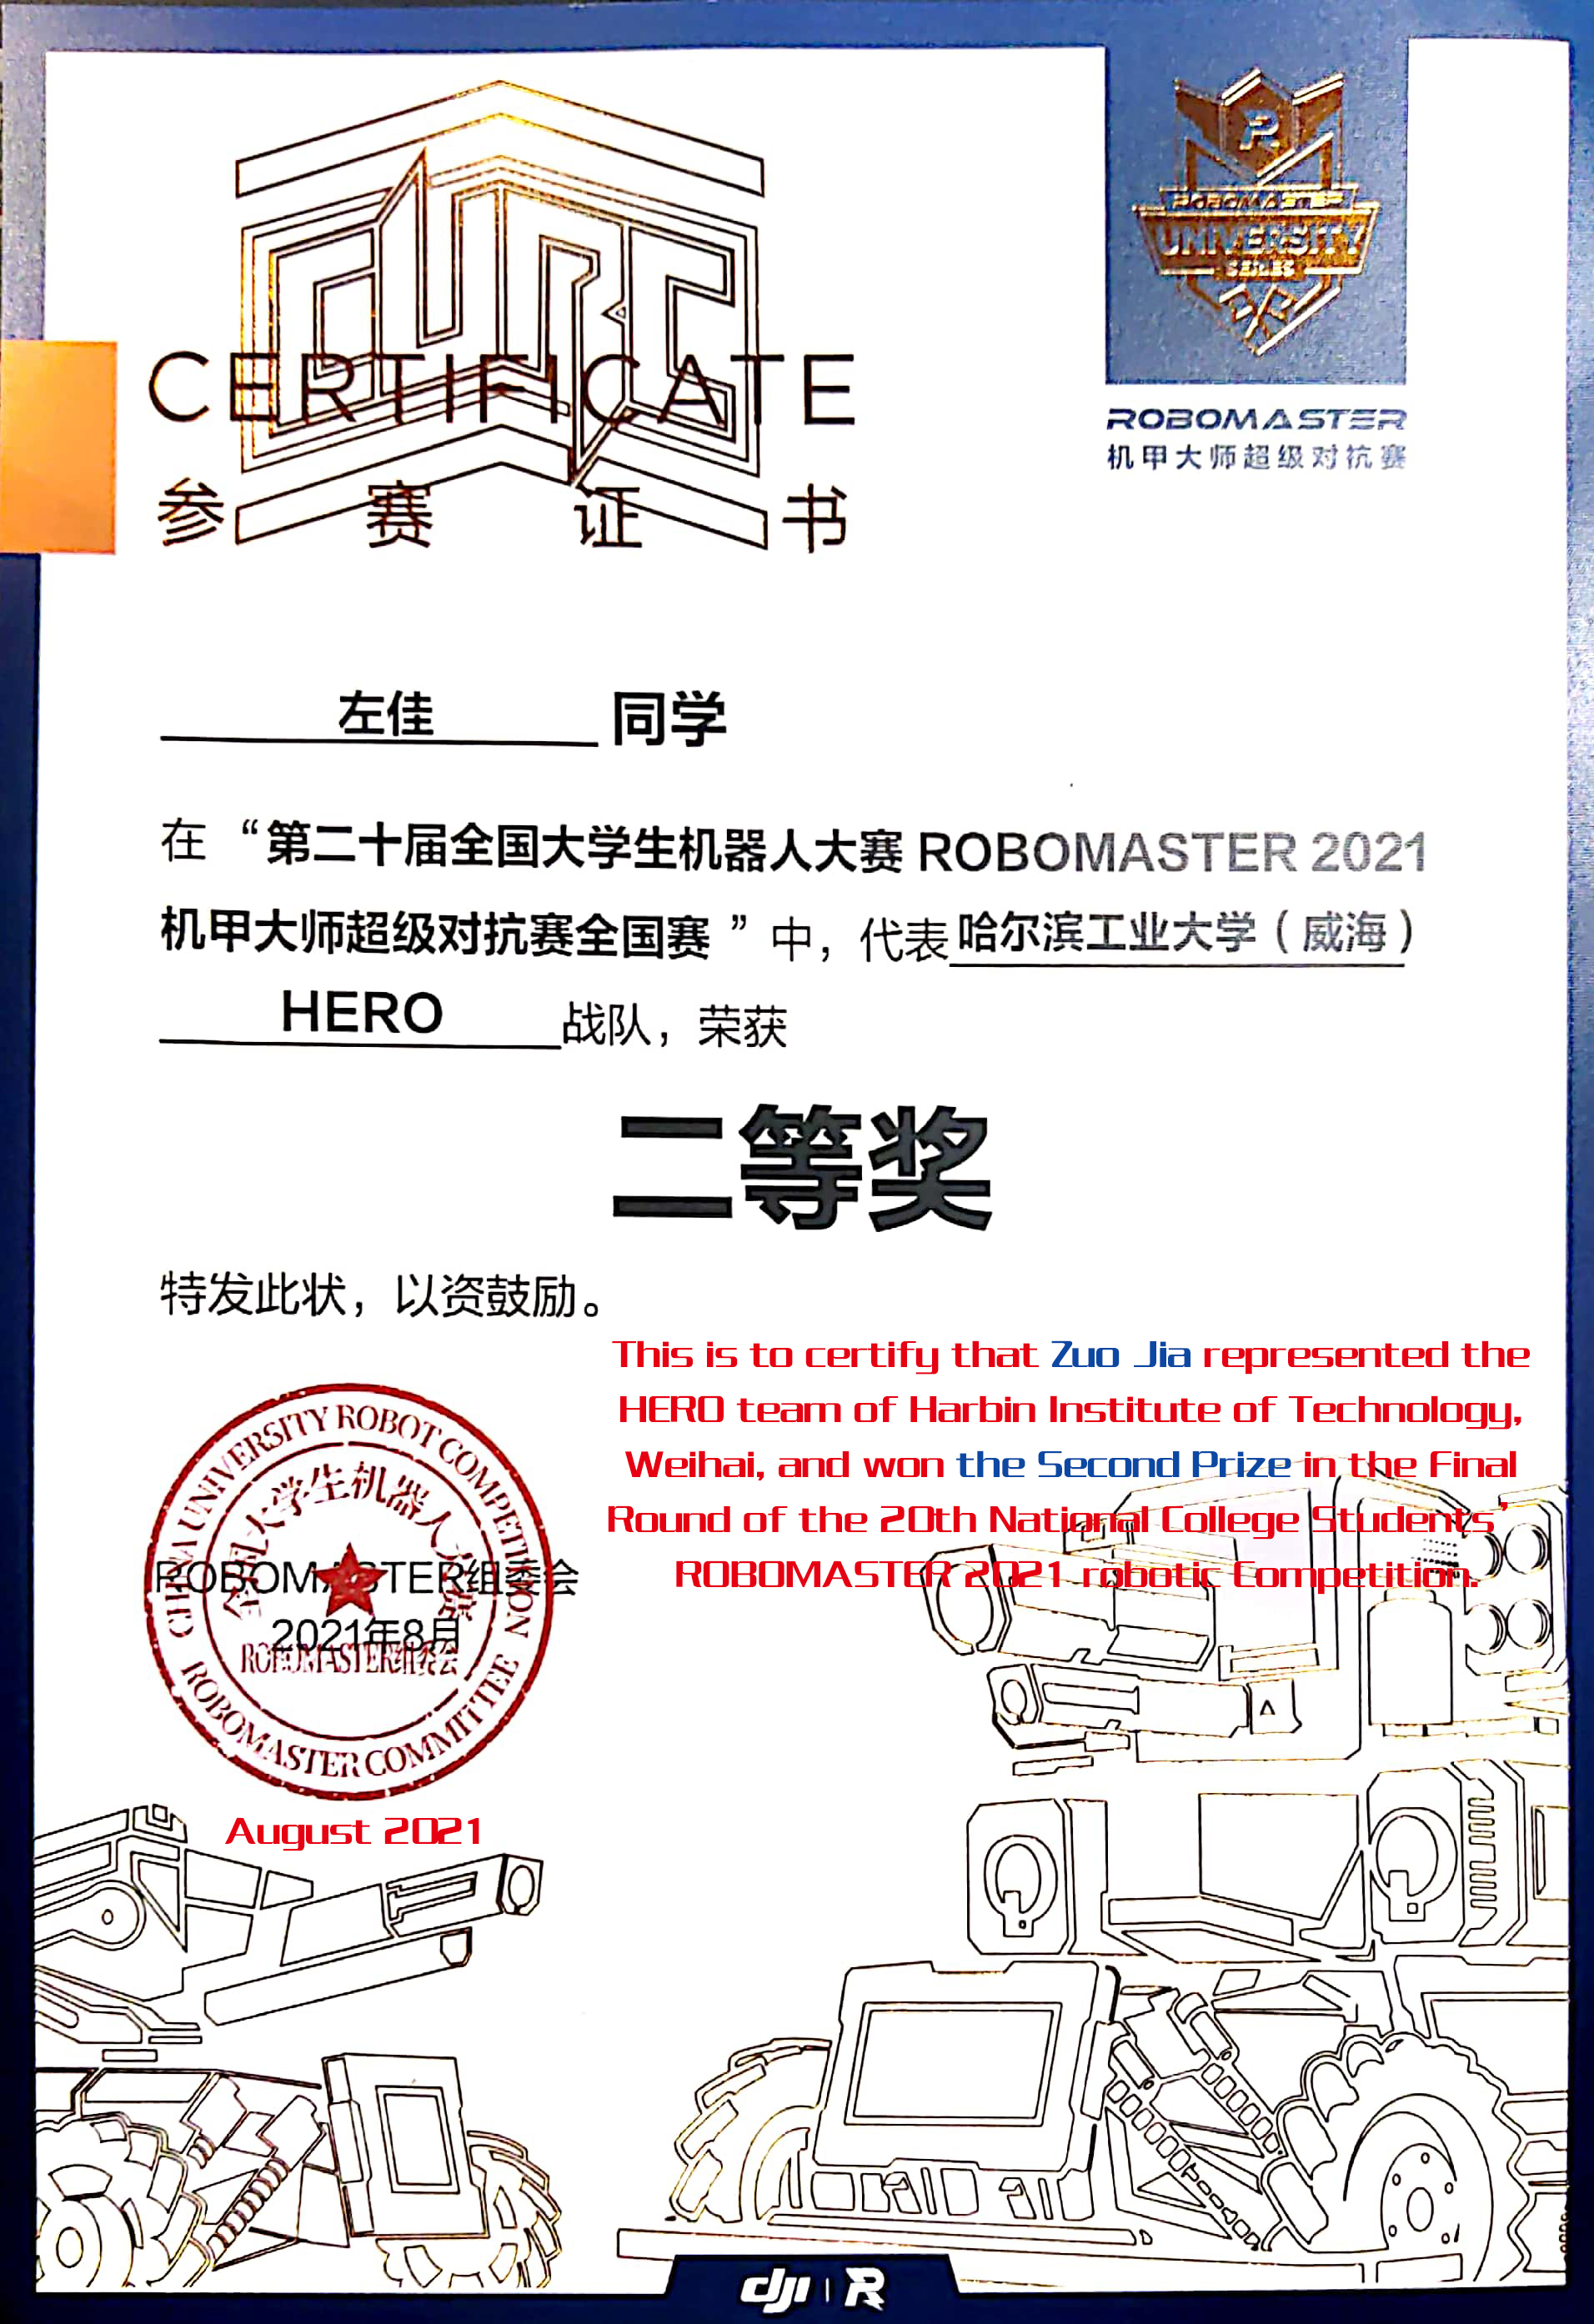 CURC
CERTIFICATE
参赛证书
R
ROBOMASTER
UNIVERSITY
SERIES
ROBOMASTER
机甲大师超级对抗赛
左佳 同学
在“第二十届全国大学生机器人大赛 ROBOMASTER 2021
机甲大师超级对抗赛全国赛”中，代表哈尔滨工业大学（威海）
HERO 战队，荣获
二等奖
特发此状，以资鼓励。
This is to certify that Zuo Jia represented the
HERO team of Harbin Institute of Technology,
Weihai, and won the Second Prize in the Final
Round of the 20th National College Students'
ROBOMASTER 2021 robotic Competition.
CHINA UNIVERSITY ROBOT COMPETITION
全国大学生机器人大赛
ROBOMASTER组委会
2021年8月
ROBOMASTER组委会
ROBOMASTER COMMITTEE
August 2021
dji R